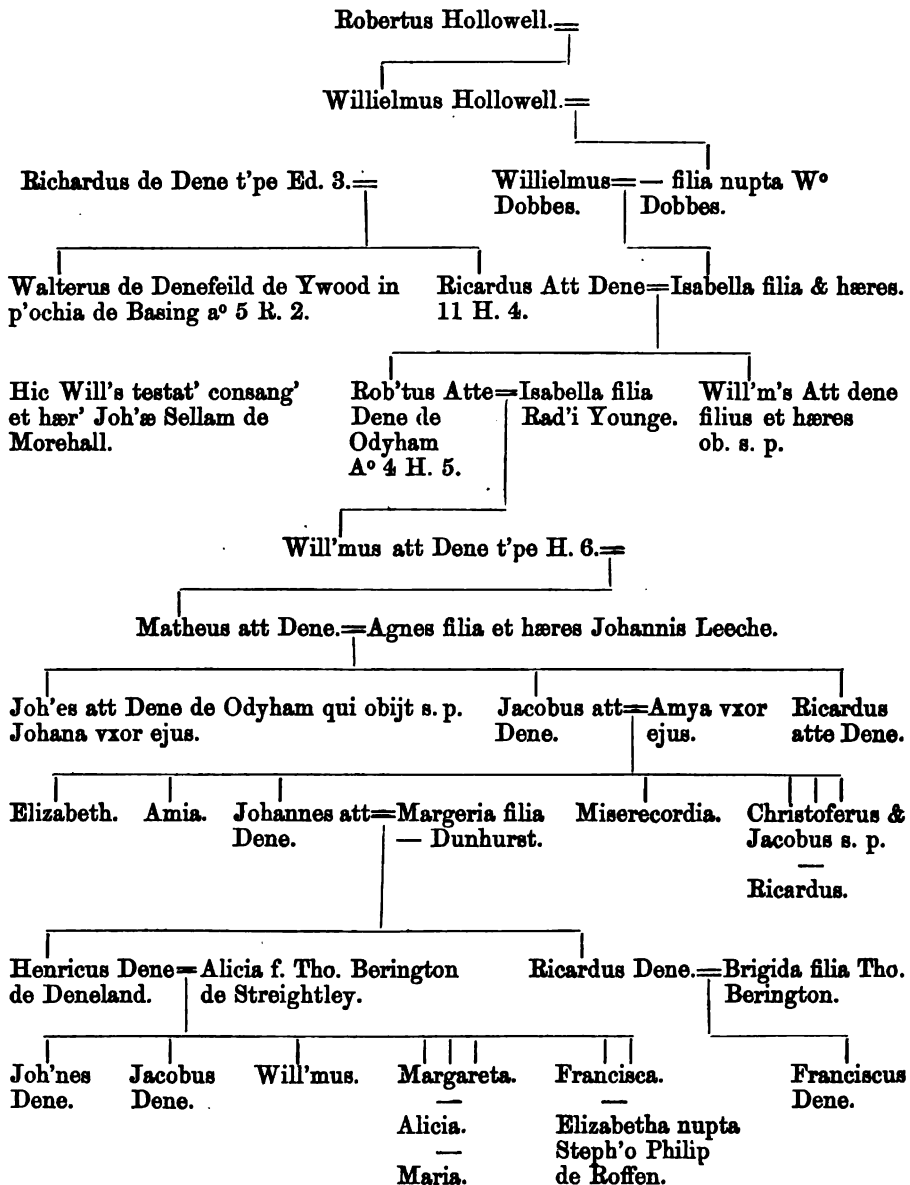 Robertus Hollowell.
Willielmus Hollowell.
Richardus de Dene t'pe Ed. 3.
Willielmus Dobbes.
— filia nupta Wº Dobbes.
Walterus de Denefeild de Ywood in
p'ochia de Basing aº 5 R. 2.
Ricardus Att Dene
11 H. 4.
Isabella filia & hæres.
Hic Will's testat' consang'
et hær' Joh'æ Sellam de
Morehall.
Rob'tus Atte
Dene de
Odyham
Aº 4 H. 5.
Isabella filia
Rad'i Younge.
Will'm's Att dene
filius et hæres
ob. s. p.
Will'mus att Dene t'pe H. 6.
Matheus att Dene.
Agnes filia et hæres Johannis Leeche.
Joh'es att Dene de Odyham qui obijt s. p.
Johana vxor ejus.
Jacobus att
Dene.
Amya vxor
ejus.
Ricardus
atte Dene.
Elizabeth.
Amia.
Johannes att
Dene.
Margeria filia
— Dunhurst.
Miserecordia.
Christoferus &
Jacobus s. p.
—
Ricardus.
Henricus Dene
de Deneland.
Alicia f. Tho. Berington
de Streightley.
Ricardus Dene.
Brigida filia Tho.
Berington.
Joh'nes
Dene.
Jacobus
Dene.
Will'mus.
Margareta.
—
Alicia.
—
Maria.
Francisca.
—
Elizabetha nupta
Steph'o Philip
de Roffen.
Franciscus
Dene.